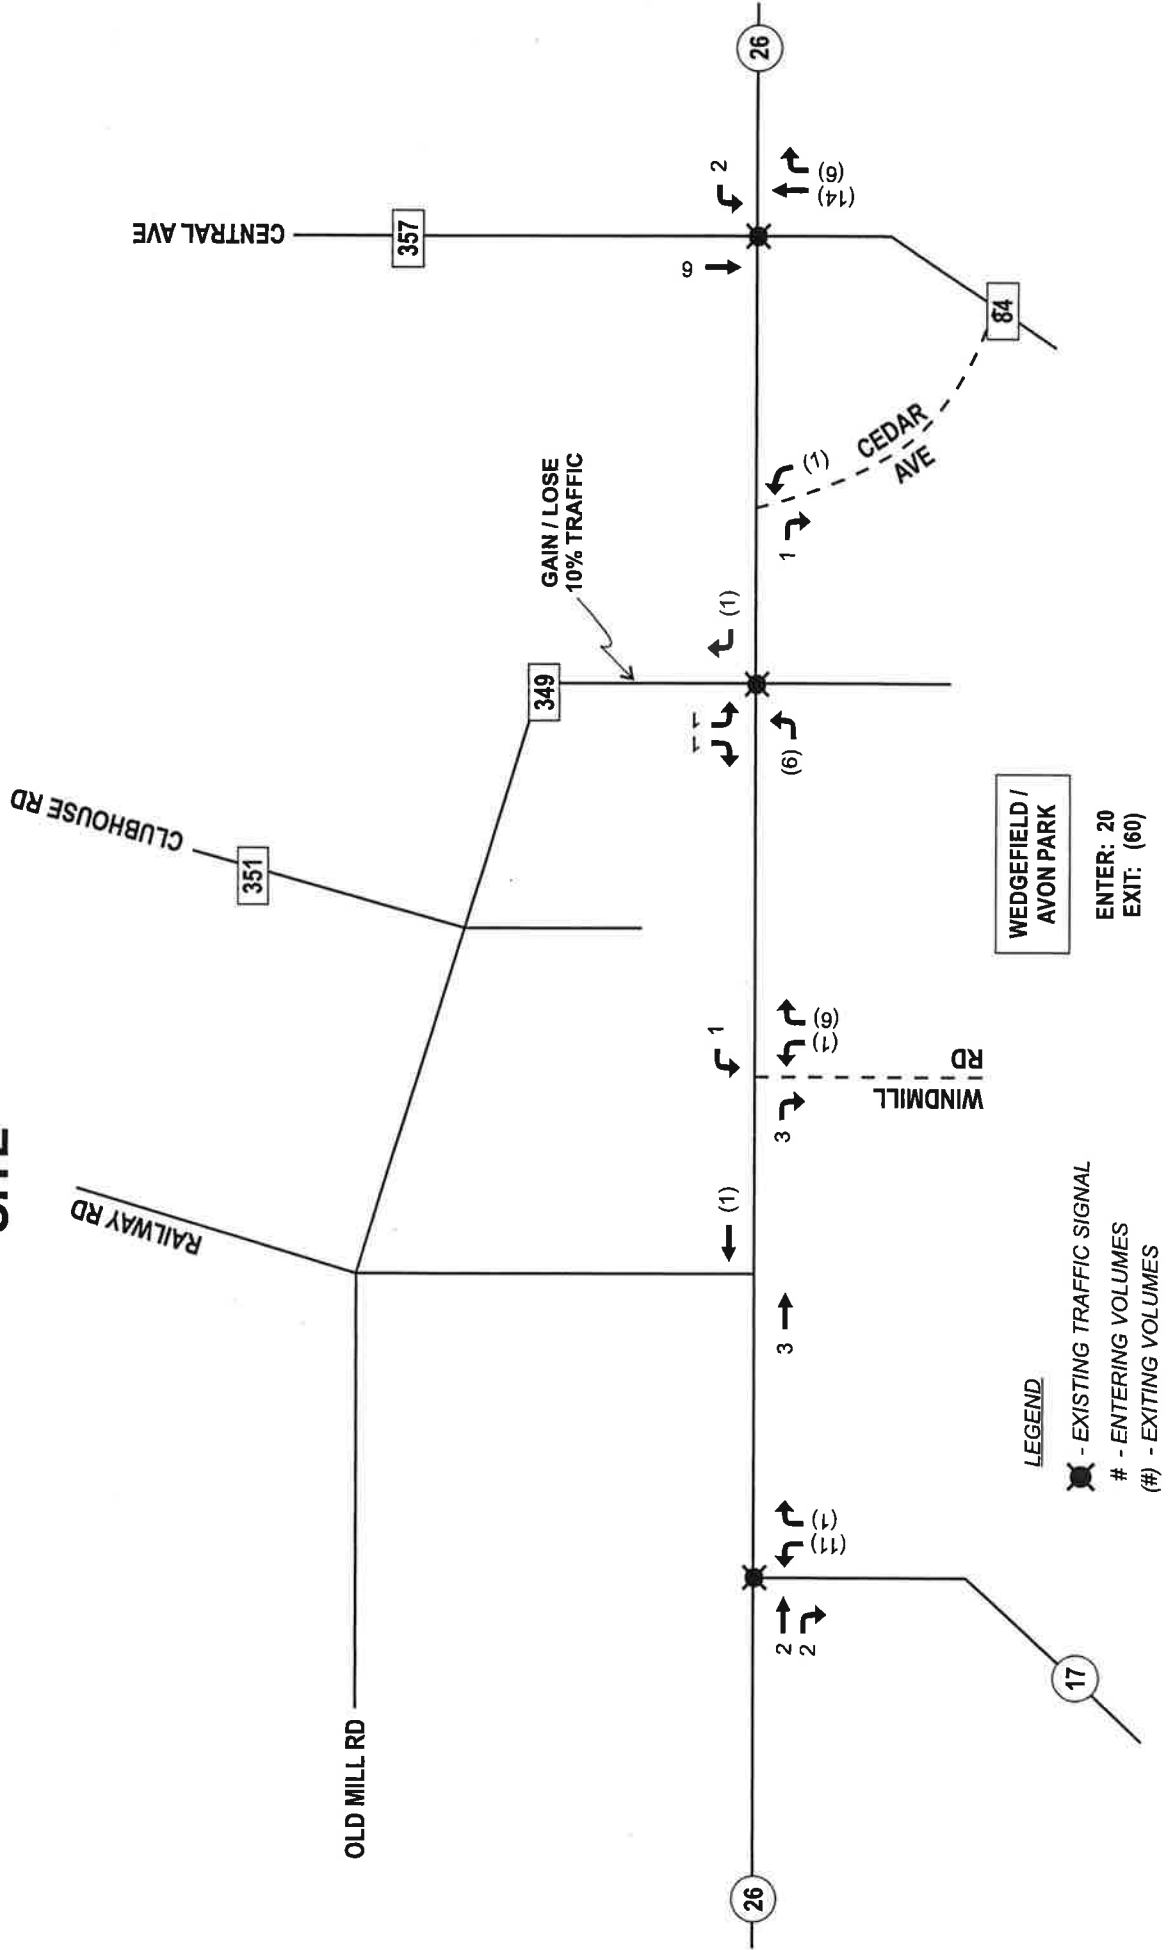 SITE
RAILWAY RD
CLUBHOUSE RD
CENTRAL AVE
351
357
OLD MILL RD
349
GAIN / LOSE
10% TRAFFIC
26
(1)
1
1
1
(1)
6
2
26
2
2
(11)
(1)
3
3
(1)
(6)
(6)
1
(1)
(14)
(6)
WINDMILL
RD
CEDAR
AVE
84
17
WEDGEFIELD /
AVON PARK
ENTER: 20
EXIT: (60)
LEGEND
- EXISTING TRAFFIC SIGNAL
# - ENTERING VOLUMES
(#) - EXITING VOLUMES